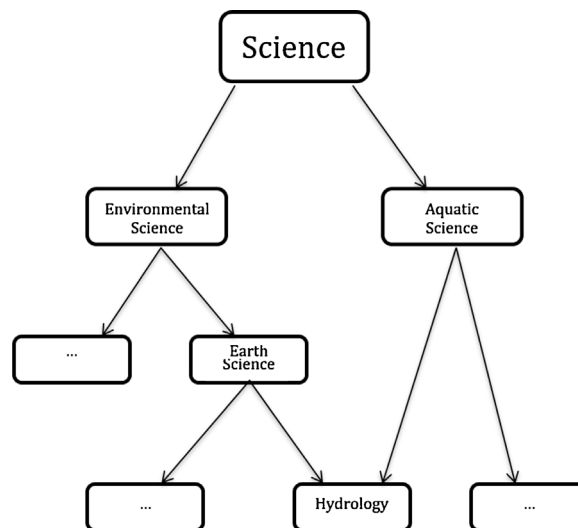 Science
Environmental
Science
Aquatic
Science
...
Earth
Science
...
Hydrology
...